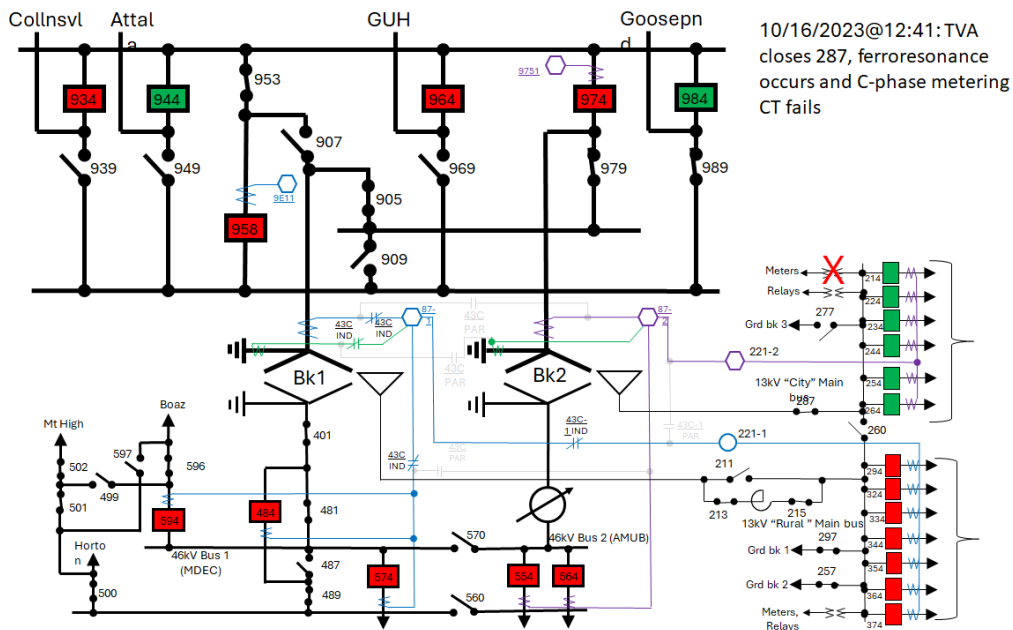 Collnsvl
Attal
a
GUH
Goosepn
d
10/16/2023@12:41: TVA
closes 287, ferroresonance
occurs and C-phase metering
CT fails
9751
953
934
944
964
974
984
907
939
949
969
979
989
905
9E11
958
909
Meters
X
214
Relays
224
277
Grd bk 3
234
244
43C
IND
43C
IND
43C
PAR
87-
1
43C
PAR
87-
2
221-2
13kV "City" Main
bus
254
264
287
Bk1
Bk2
Boaz
Mt High
401
43C-
1 IND
43C-1
PAR
260
221-1
597
502
596
499
43C
IND
43C
PAR
211
294
324
501
484
481
213
215
13kV "Rural " Main bus
334
594
Horto
n
46kV Bus 1
(MDEC)
570
46kV Bus 2 (AMUB)
297
Grd bk 1
344
354
487
574
554
564
257
Grd bk 2
364
500
489
560
Meters,
Relays
374